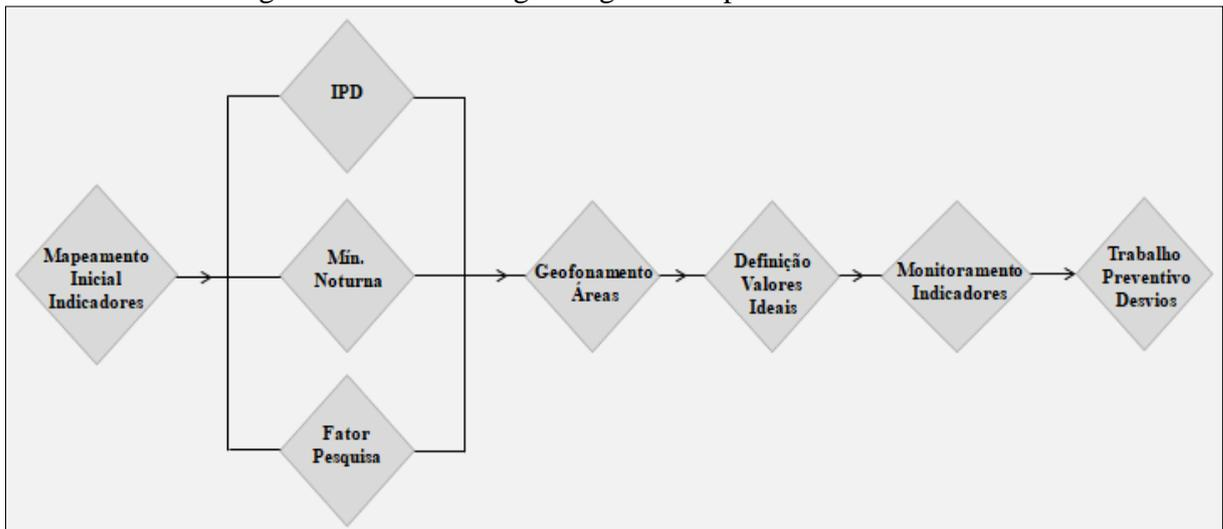 Mapeamento
Inicial
Indicadores
IPD
Mín.
Noturna
Fator
Pesquisa
Geofonamento
Áreas
Definição
Valores
Ideais
Monitoramento
Indicadores
Trabalho
Preventivo
Desvios